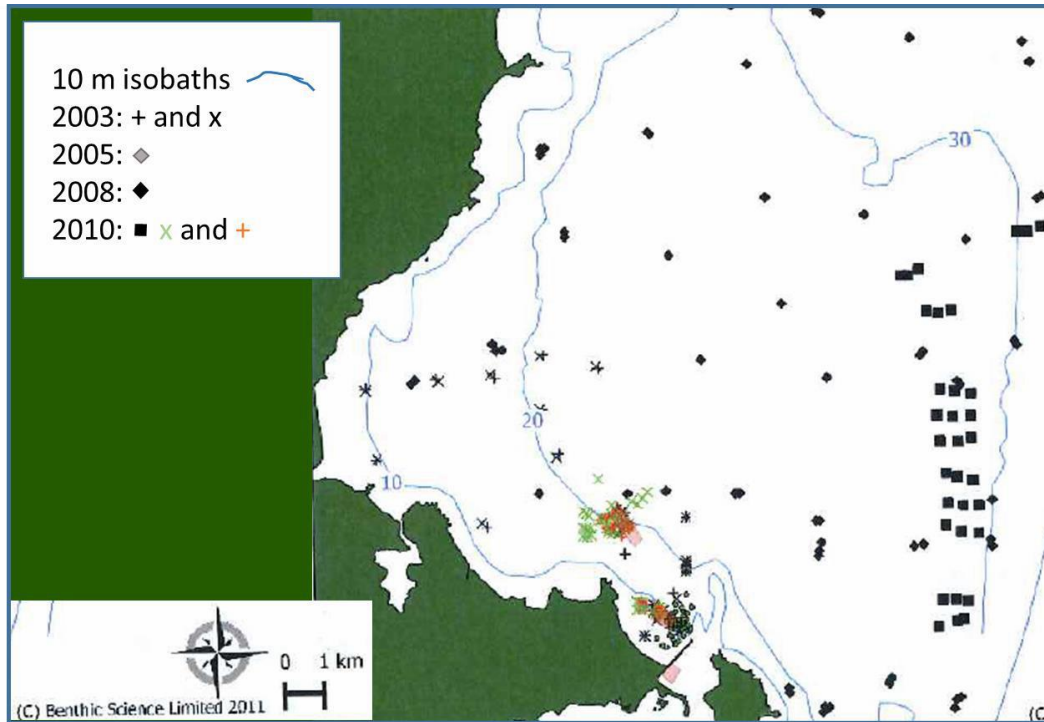 10 m isobaths
2003: + and x
2005: ◆
2008: ◆
2010: ■ x and +
30
20
10
0 1 km
(C) Benthic Science Limited 2011
(C